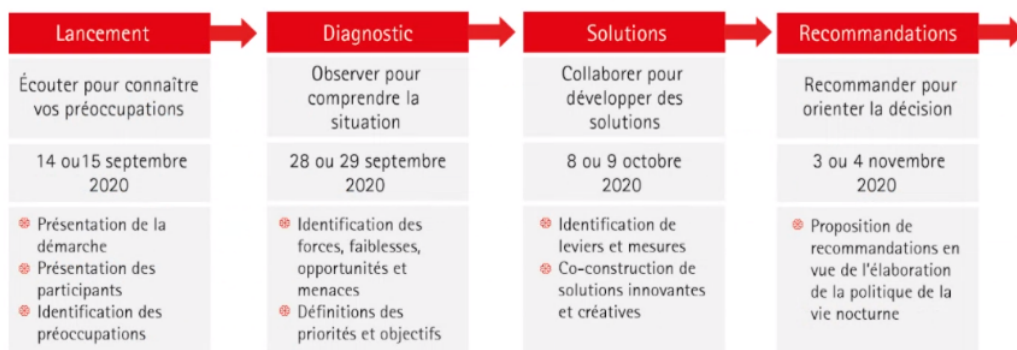 Lancement
Écouter pour connaître
vos préoccupations
14 ou15 septembre
2020
Présentation de la
démarche
Présentation des
participants
Identification des
préoccupations
Diagnostic
Observer pour
comprendre la
situation
28 ou 29 septembre
2020
Identification des
forces, faiblesses,
opportunités et
menaces
Définitions des
priorités et objectifs
Solutions
Collaborer pour
développer des
solutions
8 ou 9 octobre
2020
Identification de
leviers et mesures
Co-construction de
solutions innovantes
et créatives
Recommandations
Recommander pour
orienter la décision
3 ou 4 novembre
2020
Proposition de
recommandations en
vue de l'élaboration
de la politique de la
vie nocturne